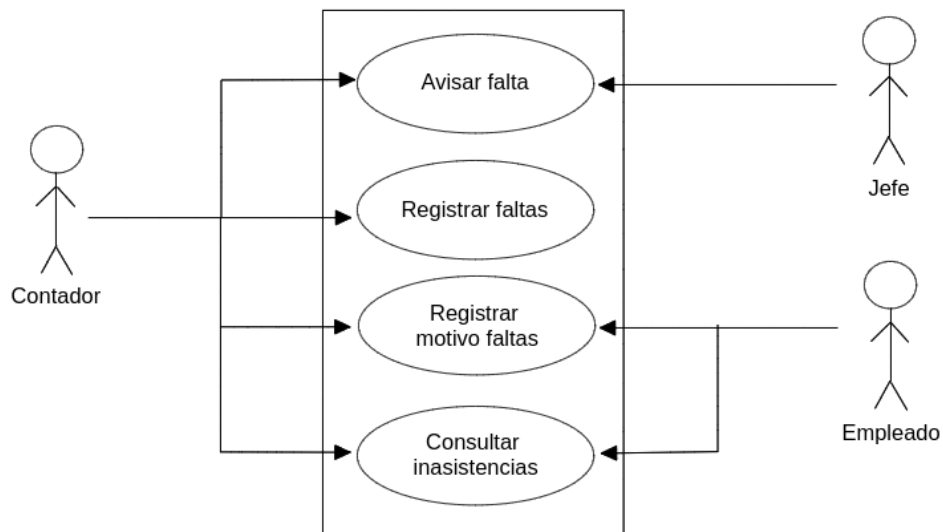 Avisar falta
Jefe
Registrar faltas
Contador
Registrar
motivo faltas
Empleado
Consultar
inasistencias